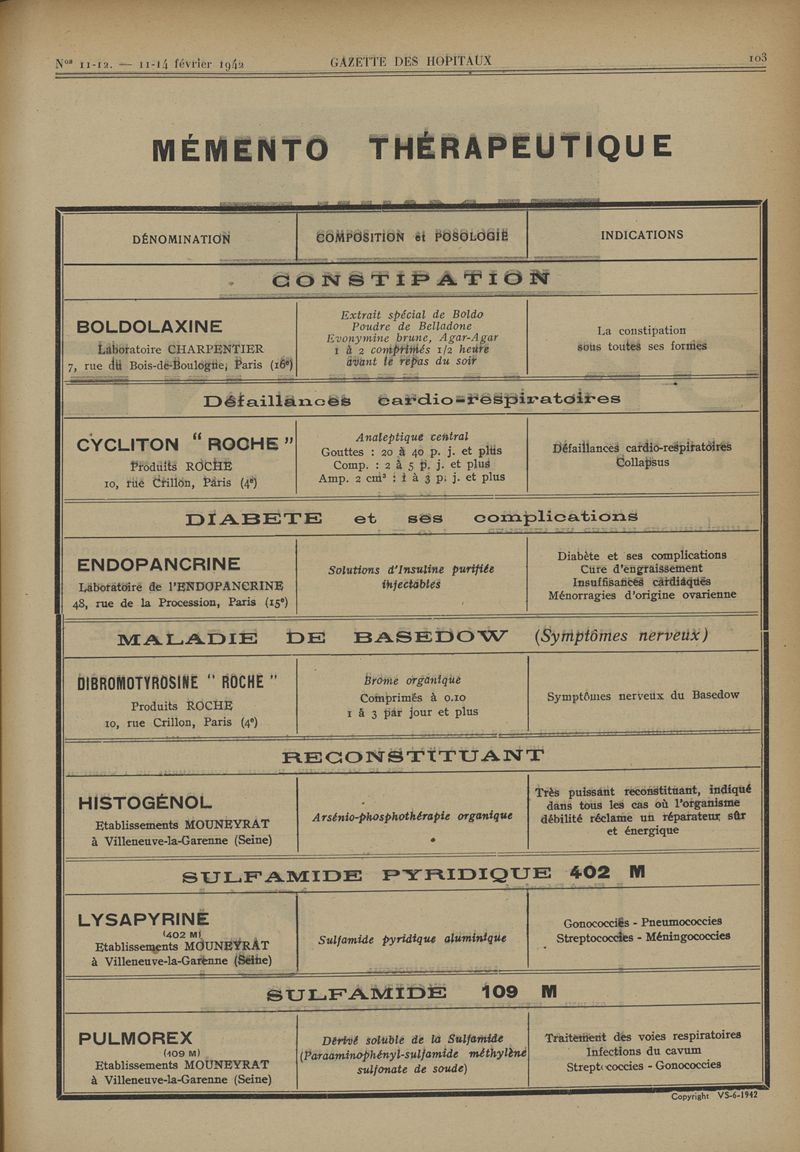 Nos 11-12. — 11-14 février 1942
GAZETTE DES HOPITAUX
103
MÉMENTO THÉRAPEUTIQUE
DÉNOMINATION
COMPOSITION et POSOLOGIE
INDICATIONS
CONSTIPATION
BOLDOLAXINE
Laboratoire CHARPENTIER
7, rue du Bois-de-Boulogne, Paris (16e)
Extrait spécial de Boldo
Poudre de Belladone
Evonymine brune, Agar-Agar
1 à 2 comprimés 1/2 heure
avant le repas du soir
La constipation
sous toutes ses formes
Défaillances cardio-respiratoires
CYCLITON “ ROCHE ”
Produits ROCHE
10, rue Crillon, Paris (4e)
Analeptique central
Gouttes : 20 à 40 p. j. et plus
Comp. : 2 à 5 p. j. et plus
Amp. 2 cm³ : 1 à 3 p. j. et plus
Défaillances cardio-respiratoires
Collapsus
DIABETE et ses complications
ENDOPANCRINE
Laboratoire de l'ENDOPANCRINE
48, rue de la Procession, Paris (15e)
Solutions d'Insuline purifiée
injectables
Diabète et ses complications
Cure d'engraissement
Insuffisances cardiaques
Ménorragies d'origine ovarienne
MALADIE DE BASEDOW (Symptômes nerveux)
DIBROMOTYROSINE “ ROCHE ”
Produits ROCHE
10, rue Crillon, Paris (4e)
Brome organique
Comprimés à 0.10
1 à 3 par jour et plus
Symptômes nerveux du Basedow
RECONSTITUANT
HISTOGÉNOL
Etablissements MOUNEYRAT
à Villeneuve-la-Garenne (Seine)
Arsénio-phosphothérapie organique
Très puissant reconstituant, indiqué
dans tous les cas où l'organisme
débilité réclame un réparateur sûr
et énergique
SULFAMIDE PYRIDIQUE 402 M
LYSAPYRINE
(402 M)
Etablissements MOUNEYRAT
à Villeneuve-la-Garenne (Seine)
Sulfamide pyridique aluminique
Gonococcies - Pneumococcies
Streptococcies - Méningococcies
SULFAMIDE 109 M
PULMOREX
(109 M)
Etablissements MOUNEYRAT
à Villeneuve-la-Garenne (Seine)
Dérivé soluble de la Sulfamide
(Paraaminophényl-sulfamide méthylène
sulfonate de soude)
Traitement des voies respiratoires
Infections du cavum
Streptococcies - Gonococcies
Copyright VS-6-1942